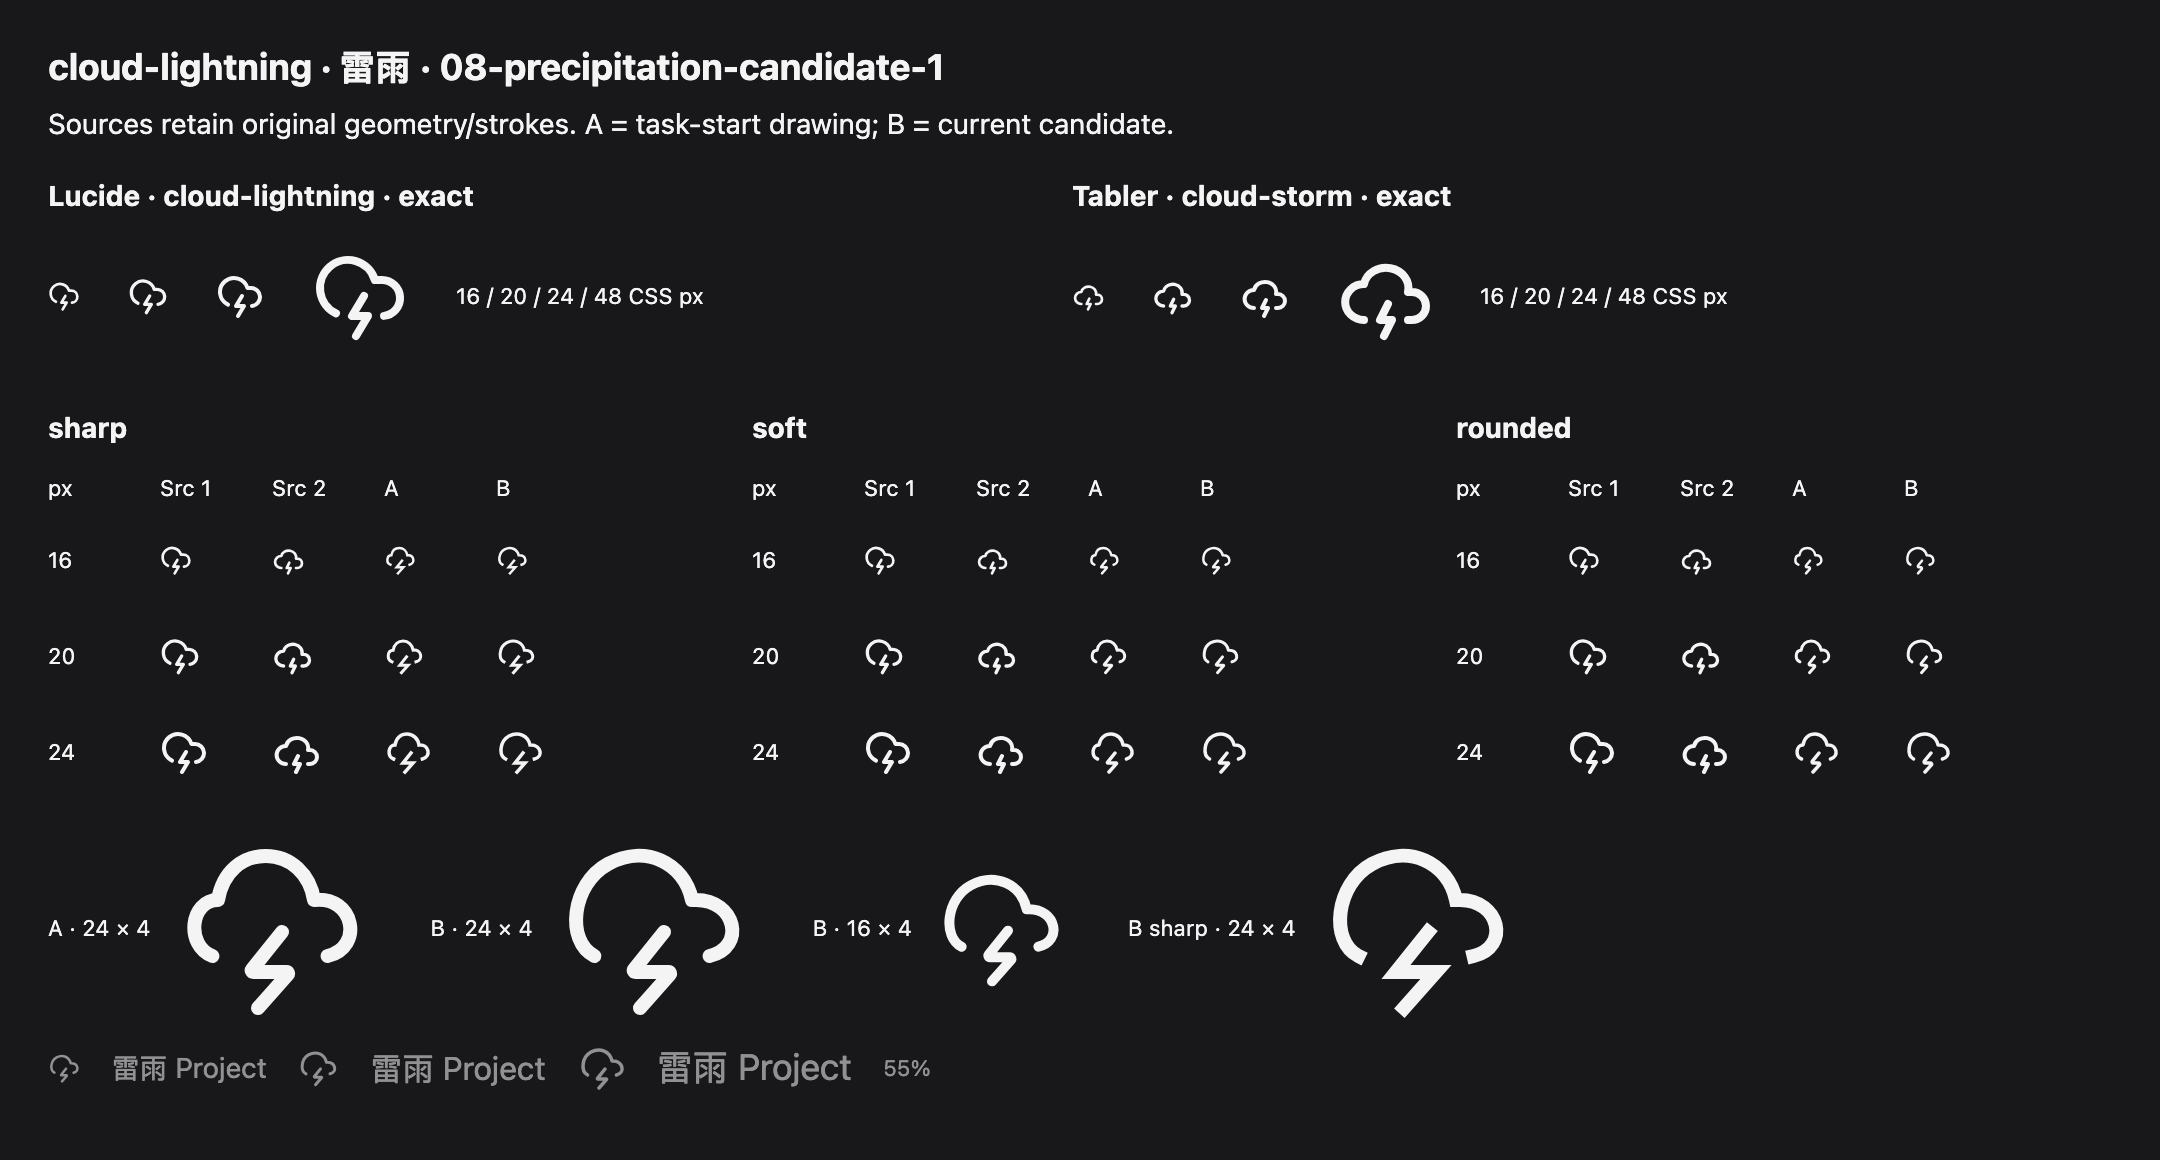 cloud-lightning · 雷雨 · 08-precipitation-candidate-1
Sources retain original geometry/strokes. A = task-start drawing; B = current candidate.
Lucide · cloud-lightning · exact
Tabler · cloud-storm · exact
16 / 20 / 24 / 48 CSS px
16 / 20 / 24 / 48 CSS px
sharp
soft
rounded
px Src 1 Src 2 A B
px Src 1 Src 2 A B
px Src 1 Src 2 A B
16
16
16
20
20
20
24
24
24
A · 24 × 4
B · 24 × 4
B · 16 × 4
B sharp · 24 × 4
雷雨 Project
雷雨 Project
雷雨 Project
55%